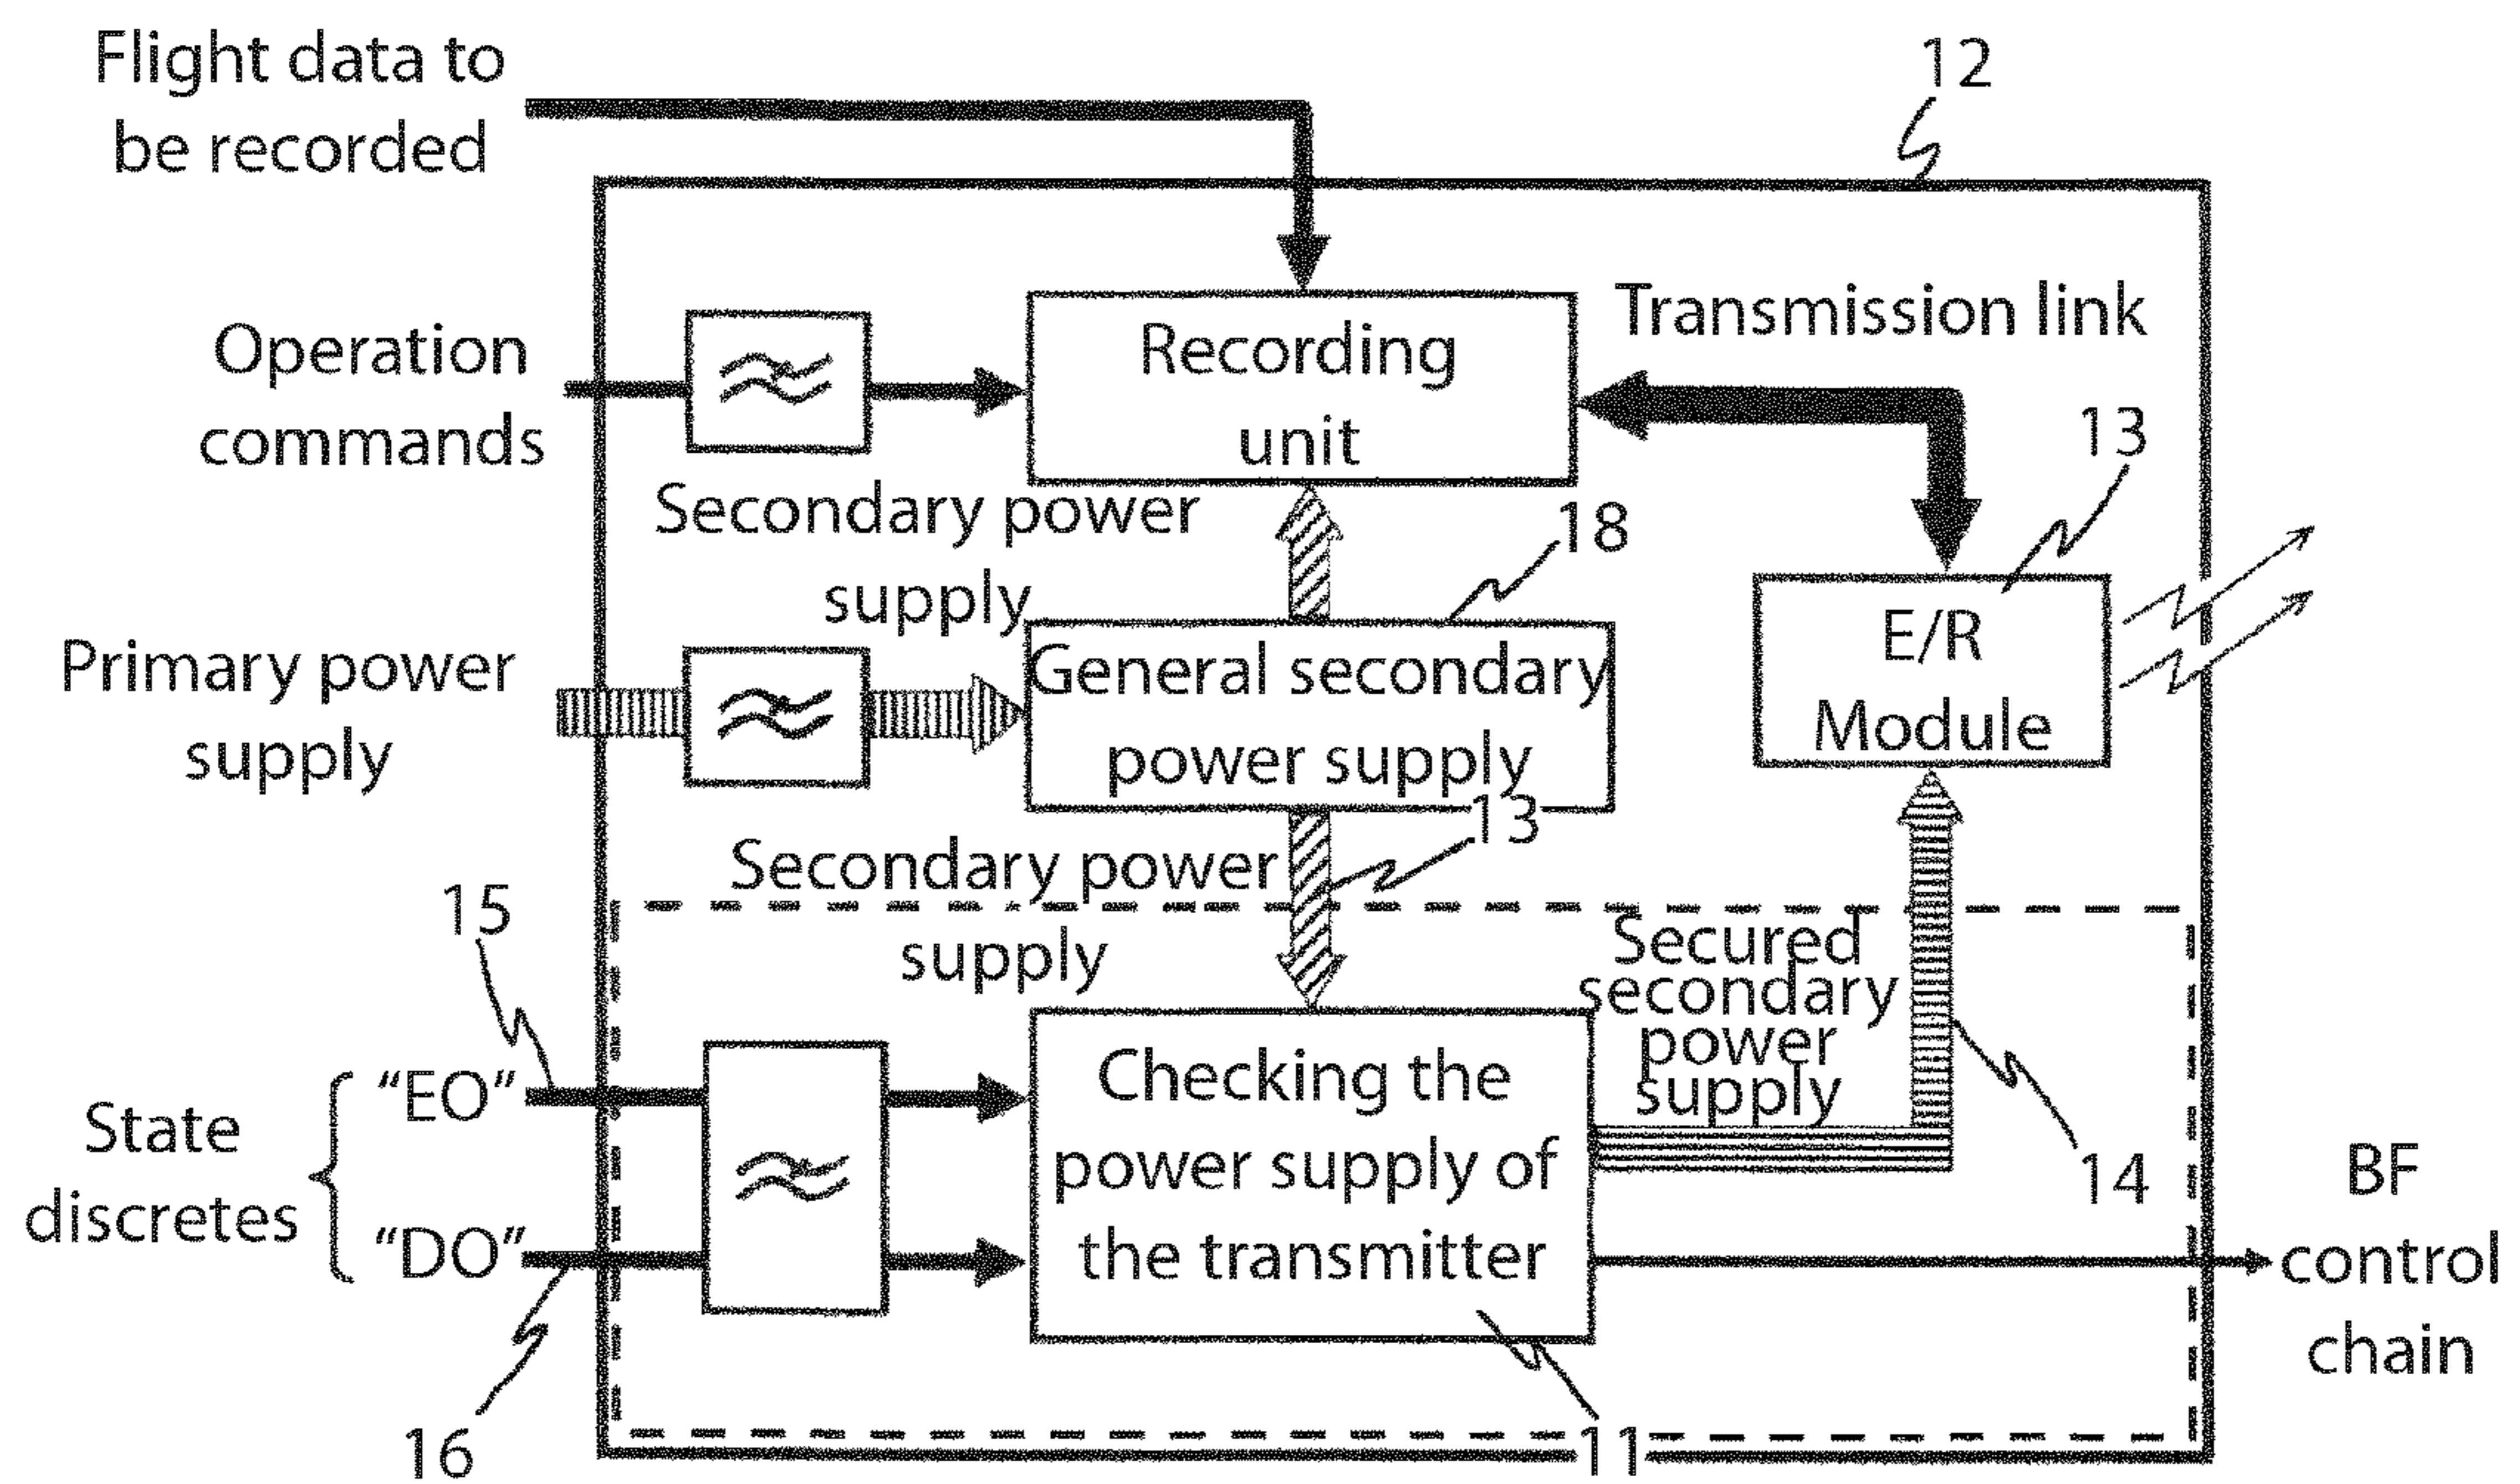 Flight data to
be recorded
12
Operation
commands
Recording
unit
Transmission link
13
Secondary power
supply
18
Primary power
supply
General secondary
power supply
E/R
Module
13
Secondary power
supply
15
Secured
secondary
power
supply
State
discretes
“EO”
“DO”
Checking the
power supply of
the transmitter
14
BF
control
chain
16
11